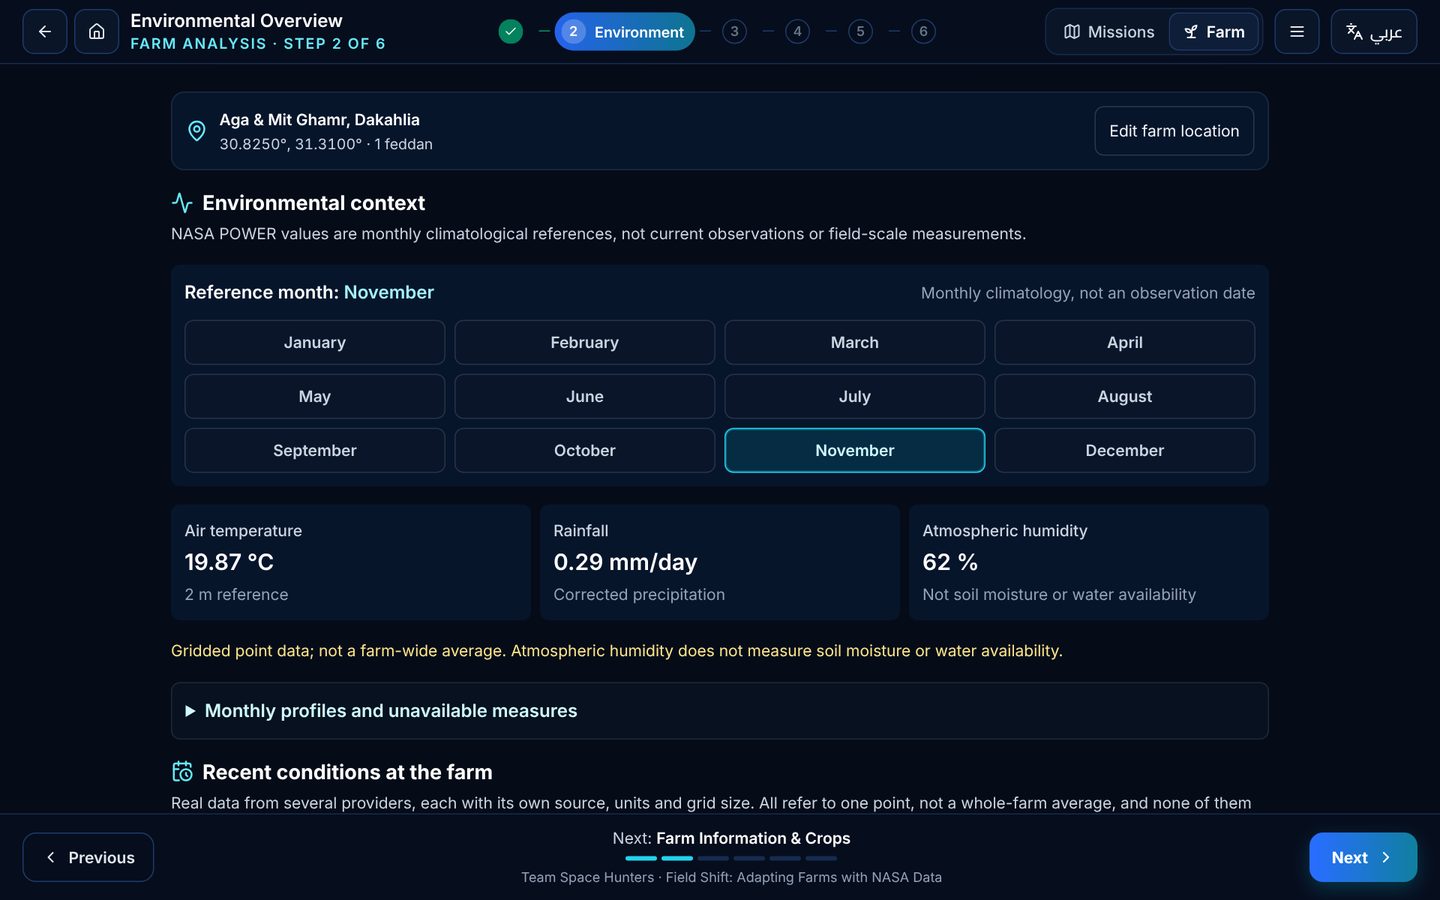 Environmental Overview
FARM ANALYSIS · STEP 2 OF 6
2 Environment
3
4
5
6
Missions
Farm
عربي
Aga & Mit Ghamr, Dakahlia
30.8250°, 31.3100° · 1 feddan
Edit farm location
Environmental context
NASA POWER values are monthly climatological references, not current observations or field-scale measurements.
Reference month: November
Monthly climatology, not an observation date
January
February
March
April
May
June
July
August
September
October
November
December
Air temperature
19.87 °C
2 m reference
Rainfall
0.29 mm/day
Corrected precipitation
Atmospheric humidity
62 %
Not soil moisture or water availability
Gridded point data; not a farm-wide average. Atmospheric humidity does not measure soil moisture or water availability.
Monthly profiles and unavailable measures
Recent conditions at the farm
Real data from several providers, each with its own source, units and grid size. All refer to one point, not a whole-farm average, and none of them
Previous
Next: Farm Information & Crops
Team Space Hunters · Field Shift: Adapting Farms with NASA Data
Next